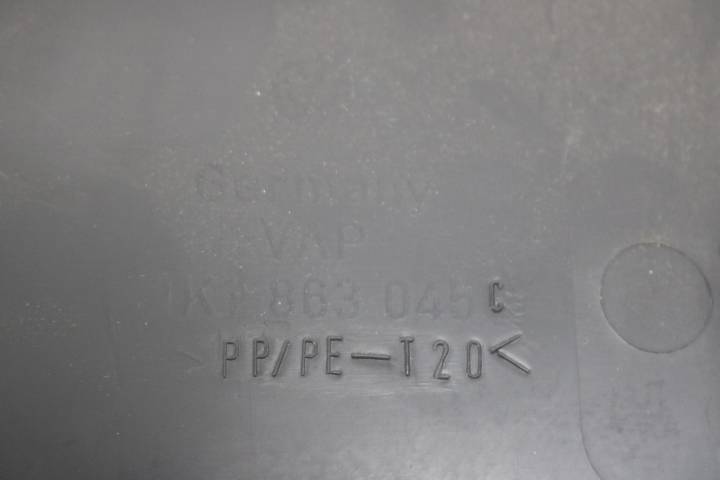 Germany
VAP
863 045 C
>PP/PE-T20<